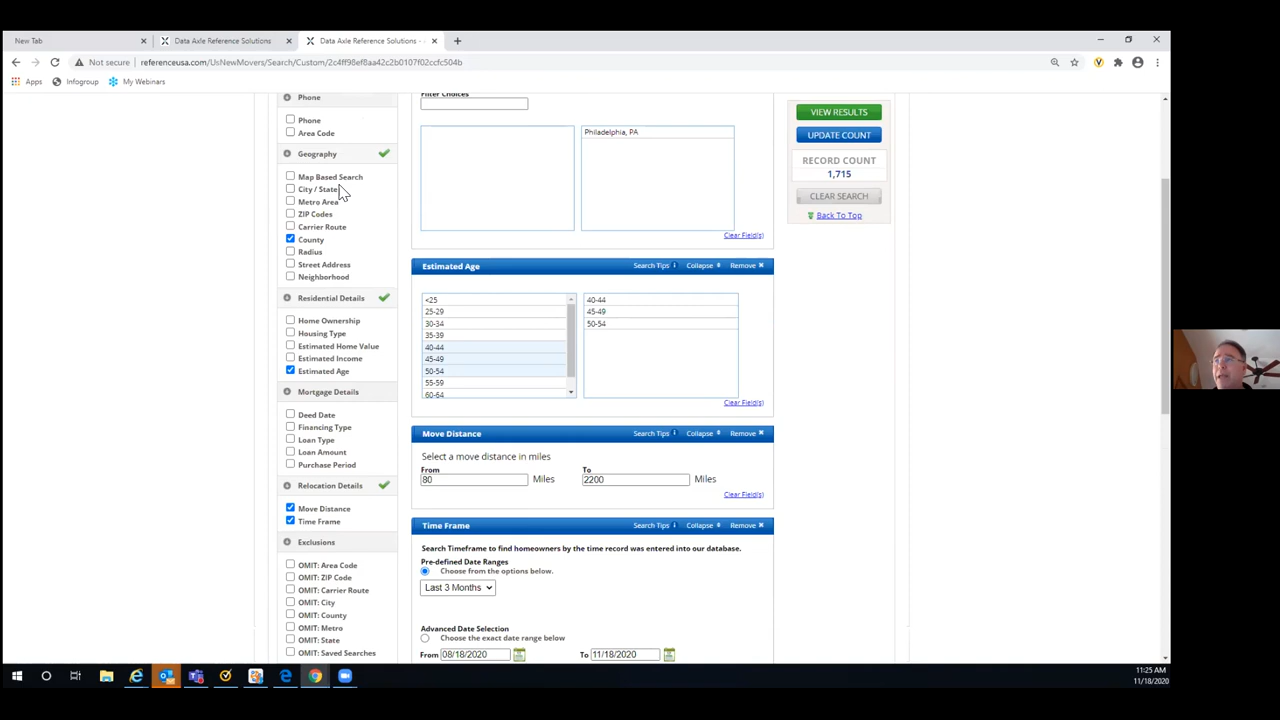 New Tab
Data Axle Reference Solutions
Data Axle Reference Solutions -
Not secure
referenceusa.com/UsNewMovers/Search/Custom/2c4ff98ef8aa42c2c2b0107f02ccfc504b
Apps
Infogroup
My Webinars
Phone
Phone
Area Code
Geography
Map Based Search
City / State
Metro Area
ZIP Codes
Carrier Route
County
Radius
Street Address
Neighborhood
Residential Details
Home Ownership
Housing Type
Estimated Home Value
Estimated Income
Estimated Age
Mortgage Details
Deed Date
Financing Type
Loan Type
Loan Amount
Purchase Period
Relocation Details
Move Distance
Time Frame
Exclusions
OMIT: Area Code
OMIT: ZIP Code
OMIT: Carrier Route
OMIT: City
OMIT: County
OMIT: Metro
OMIT: State
OMIT: Saved Searches
Filter Choices
Philadelphia, PA
Clear Field(s)
Estimated Age
Search Tips
Collapse
Remove
<25
25-29
30-34
35-39
40-44
45-49
50-54
55-59
60-64
40-44
45-49
50-54
Clear Field(s)
Move Distance
Search Tips
Collapse
Remove
Select a move distance in miles
From
To
80
Miles
2200
Miles
Clear Field(s)
Time Frame
Search Tips
Collapse
Remove
Search Timeframe to find homeowners by the time record was entered into our database.
Pre-defined Date Ranges
Choose from the options below.
Last 3 Months
Advanced Date Selection
Choose the exact date range below
From 08/18/2020
To 11/18/2020
VIEW RESULTS
UPDATE COUNT
RECORD COUNT
1,715
CLEAR SEARCH
Back To Top
11:25 AM
11/18/2020